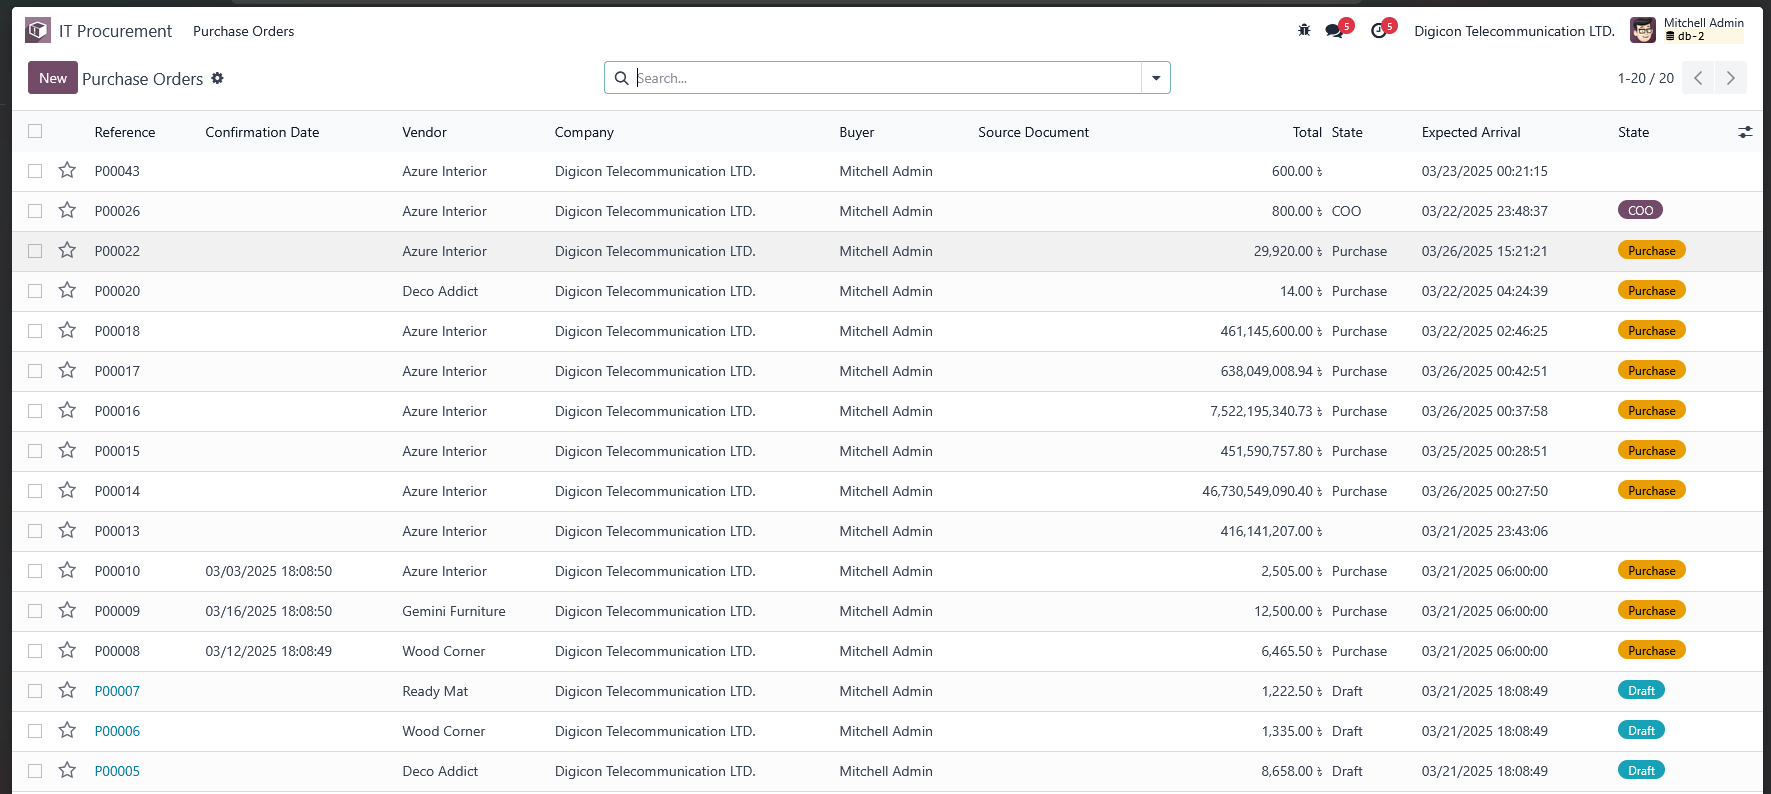 IT Procurement Purchase Orders 5 5 Digicon Telecommunication LTD. Mitchell Admin
db-2
New Purchase Orders Search... 1-20 / 20
Reference Confirmation Date Vendor Company Buyer Source Document Total State Expected Arrival State
P00043 Azure Interior Digicon Telecommunication LTD. Mitchell Admin 600.00 ৳ 03/23/2025 00:21:15
P00026 Azure Interior Digicon Telecommunication LTD. Mitchell Admin 800.00 ৳ COO 03/22/2025 23:48:37 COO
P00022 Azure Interior Digicon Telecommunication LTD. Mitchell Admin 29,920.00 ৳ Purchase 03/26/2025 15:21:21 Purchase
P00020 Deco Addict Digicon Telecommunication LTD. Mitchell Admin 14.00 ৳ Purchase 03/22/2025 04:24:39 Purchase
P00018 Azure Interior Digicon Telecommunication LTD. Mitchell Admin 461,145,600.00 ৳ Purchase 03/22/2025 02:46:25 Purchase
P00017 Azure Interior Digicon Telecommunication LTD. Mitchell Admin 638,049,008.94 ৳ Purchase 03/26/2025 00:42:51 Purchase
P00016 Azure Interior Digicon Telecommunication LTD. Mitchell Admin 7,522,195,340.73 ৳ Purchase 03/26/2025 00:37:58 Purchase
P00015 Azure Interior Digicon Telecommunication LTD. Mitchell Admin 451,590,757.80 ৳ Purchase 03/25/2025 00:28:51 Purchase
P00014 Azure Interior Digicon Telecommunication LTD. Mitchell Admin 46,730,549,090.40 ৳ Purchase 03/26/2025 00:27:50 Purchase
P00013 Azure Interior Digicon Telecommunication LTD. Mitchell Admin 416,141,207.00 ৳ 03/21/2025 23:43:06
P00010 03/03/2025 18:08:50 Azure Interior Digicon Telecommunication LTD. Mitchell Admin 2,505.00 ৳ Purchase 03/21/2025 06:00:00 Purchase
P00009 03/16/2025 18:08:50 Gemini Furniture Digicon Telecommunication LTD. Mitchell Admin 12,500.00 ৳ Purchase 03/21/2025 06:00:00 Purchase
P00008 03/12/2025 18:08:49 Wood Corner Digicon Telecommunication LTD. Mitchell Admin 6,465.50 ৳ Purchase 03/21/2025 06:00:00 Purchase
P00007 Ready Mat Digicon Telecommunication LTD. Mitchell Admin 1,222.50 ৳ Draft 03/21/2025 18:08:49 Draft
P00006 Wood Corner Digicon Telecommunication LTD. Mitchell Admin 1,335.00 ৳ Draft 03/21/2025 18:08:49 Draft
P00005 Deco Addict Digicon Telecommunication LTD. Mitchell Admin 8,658.00 ৳ Draft 03/21/2025 18:08:49 Draft